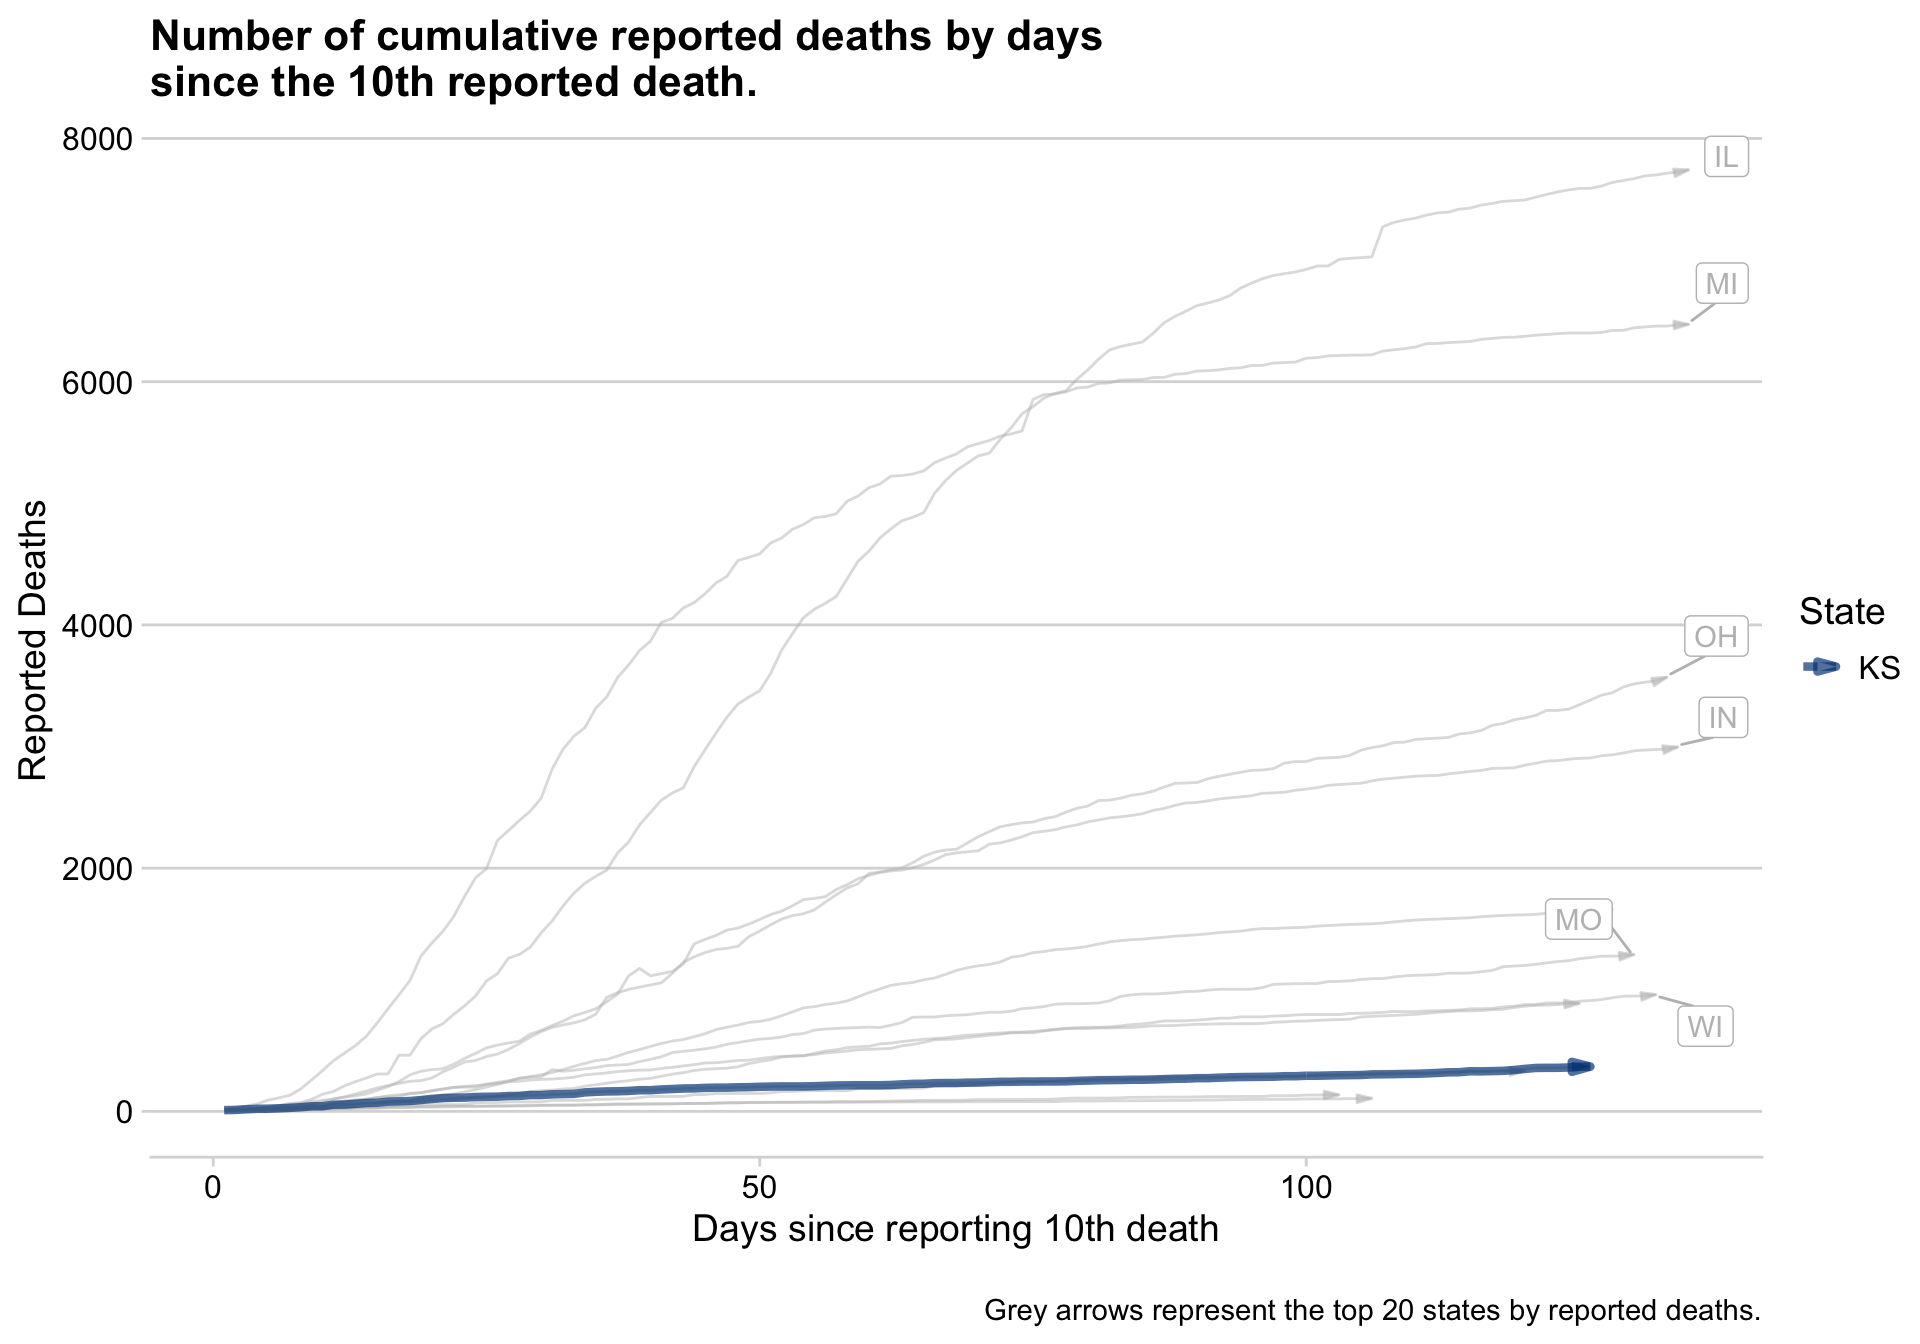 Number of cumulative reported deaths by days
since the 10th reported death.
8000
6000
4000
2000
0
Reported Deaths
IL
MI
OH
IN
MO
WI
State
KS
0
50
100
Days since reporting 10th death
Grey arrows represent the top 20 states by reported deaths.